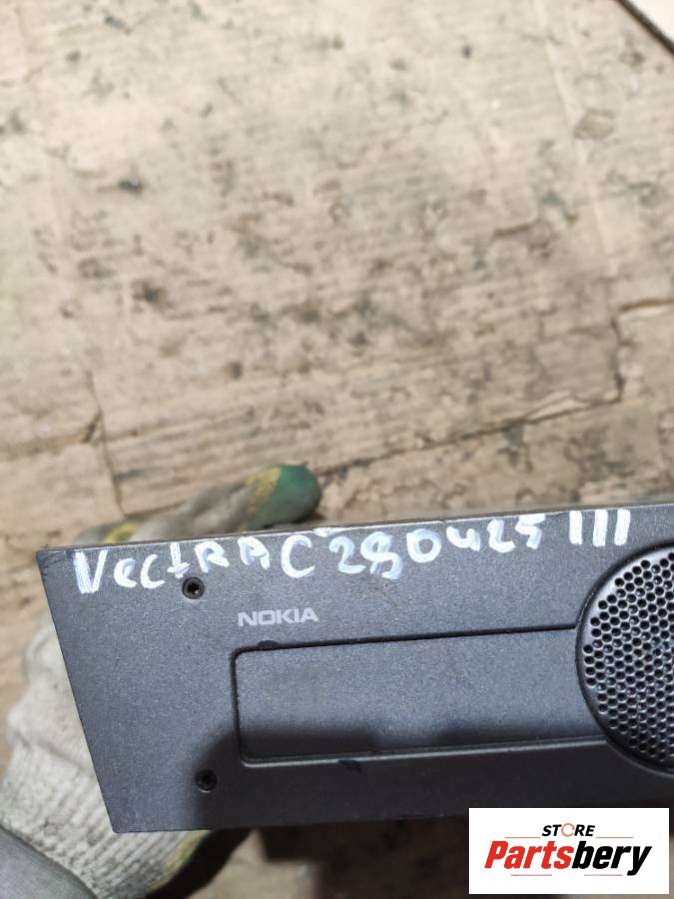 VectRA C 280425 III
NOKIA
STORE
Partsbery